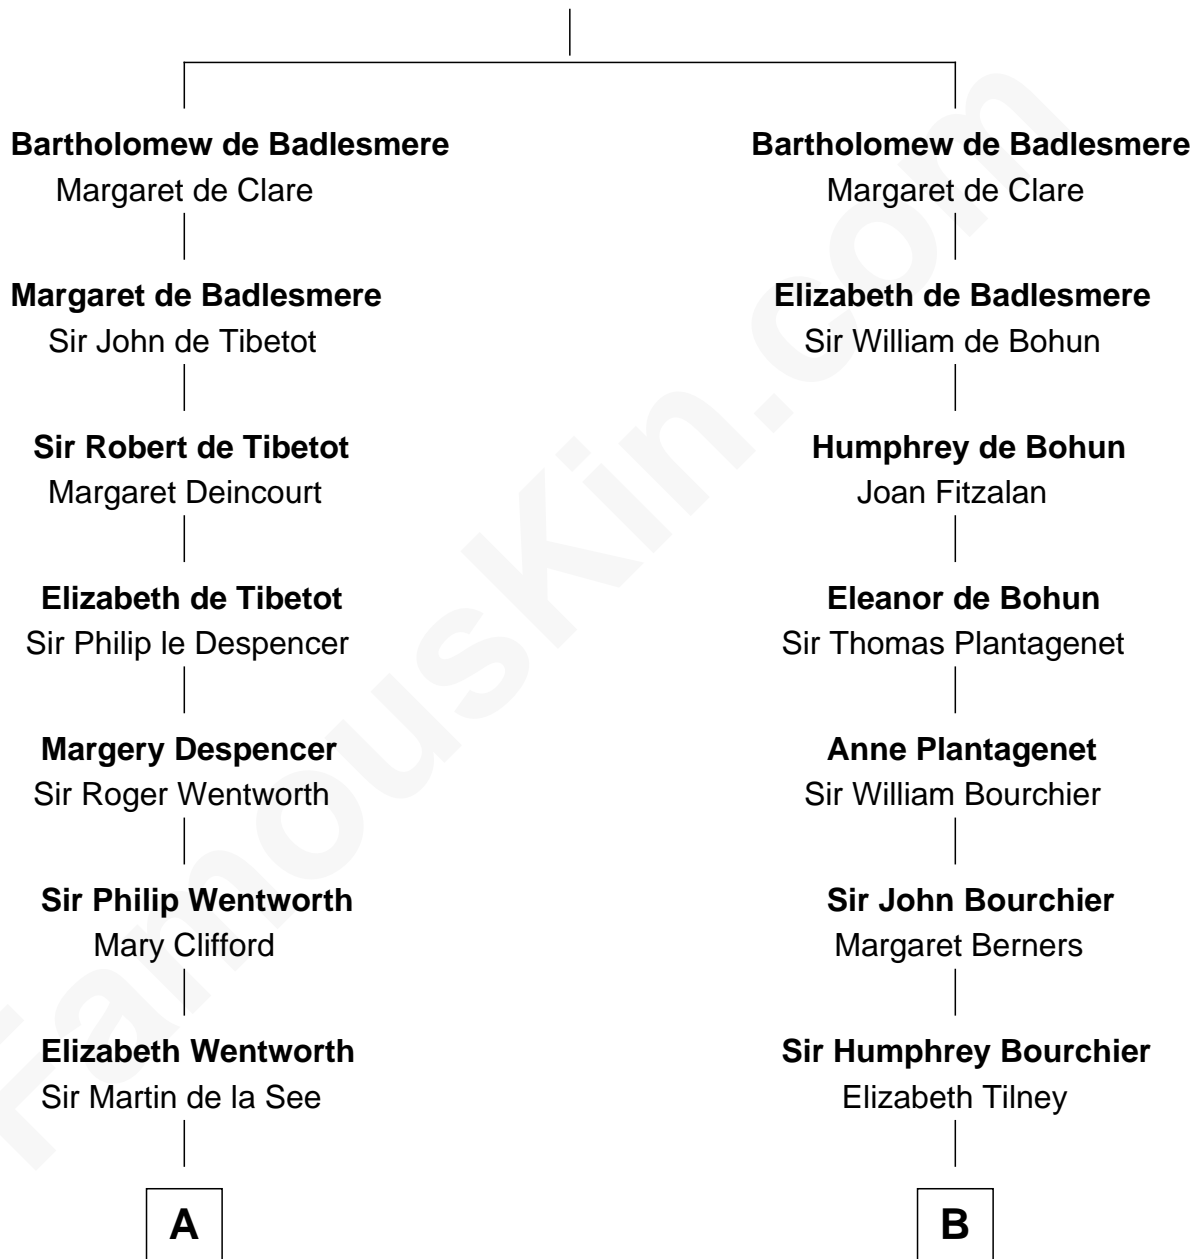 Bartholomew de Badlesmere
Margaret de Clare
Margaret de Badlesmere
Sir John de Tibetot
Sir Robert de Tibetot
Margaret Deincourt
Elizabeth de Tibetot
Sir Philip le Despencer
Margery Despencer
Sir Roger Wentworth
Sir Philip Wentworth
Mary Clifford
Elizabeth Wentworth
Sir Martin de la See
A
Bartholomew de Badlesmere
Margaret de Clare
Elizabeth de Badlesmere
Sir William de Bohun
Humphrey de Bohun
Joan Fitzalan
Eleanor de Bohun
Sir Thomas Plantagenet
Anne Plantagenet
Sir William Bourchier
Sir John Bourchier
Margaret Berners
Sir Humphrey Bourchier
Elizabeth Tilney
B
FamousKin.com